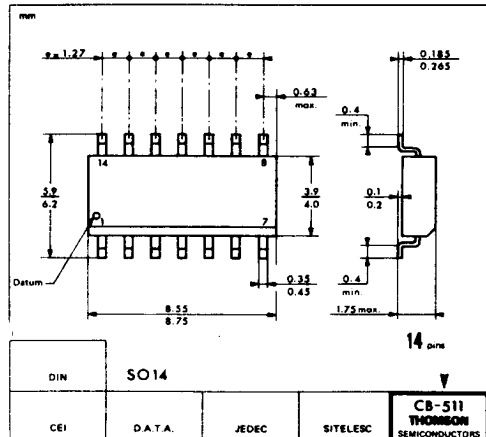 mm
e = 1.27
e e e e e e
0.63
max.
0.185
0.265
0.4
min.
14
8
5.9
6.2
3.9
4.0
0.1
0.2
1
7
Datum
0.35
0.45
0.4
min.
8.55
8.75
1.75 max.
14 pins
DIN
SO14
CEI
D.A.T.A.
JEDEC
SITELESC
CB-511
THOMSON
SEMICONDUCTORS